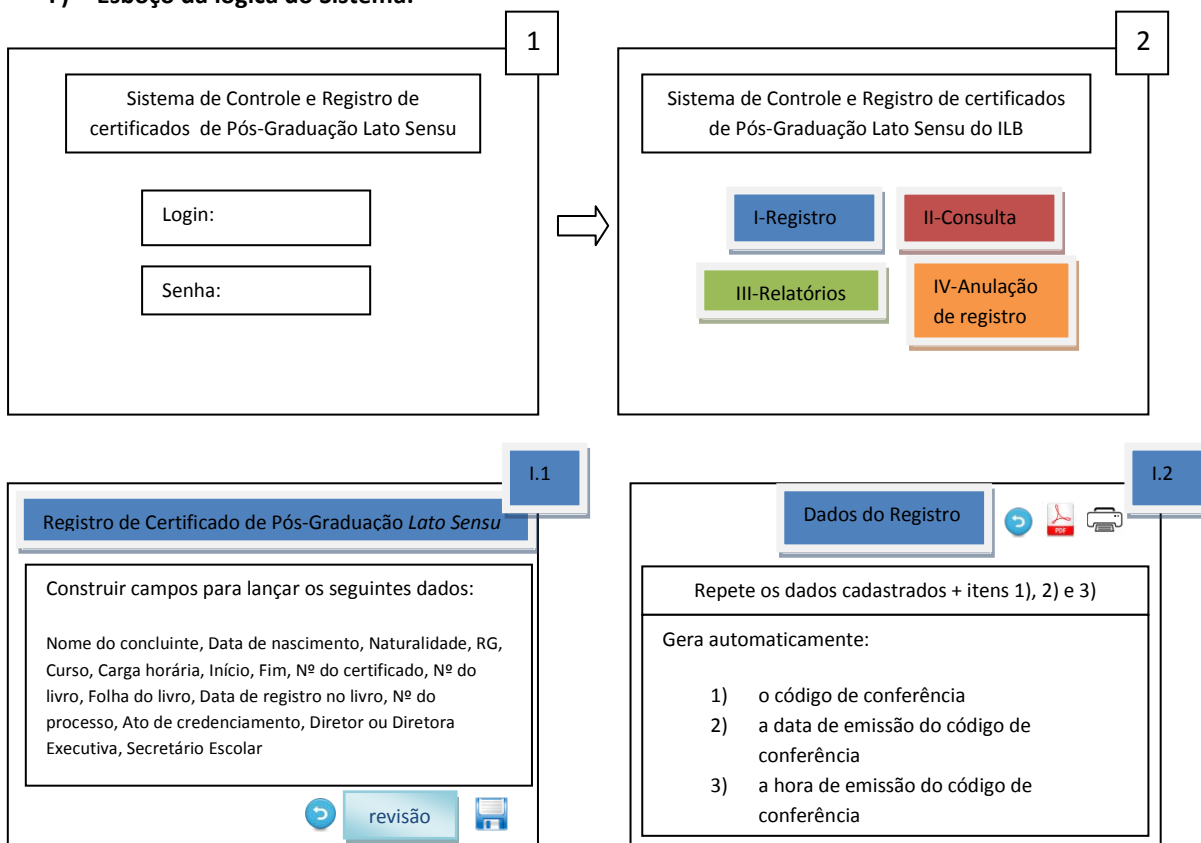 Esboço da lógica do Sistema:
1
Sistema de Controle e Registro de
certificados de Pós-Graduação Lato Sensu
Login:
Senha:
2
Sistema de Controle e Registro de certificados
de Pós-Graduação Lato Sensu do ILB
I-Registro
II-Consulta
III-Relatórios
IV-Anulação
de registro
I.1
Registro de Certificado de Pós-Graduação Lato Sensu
Construir campos para lançar os seguintes dados:
Nome do concluinte, Data de nascimento, Naturalidade, RG,
Curso, Carga horária, Início, Fim, Nº do certificado, Nº do
livro, Folha do livro, Data de registro no livro, Nº do
processo, Ato de credenciamento, Diretor ou Diretora
Executiva, Secretário Escolar
revisão
I.2
Dados do Registro
PDF
Repete os dados cadastrados + itens 1), 2) e 3)
Gera automaticamente:
1) o código de conferência
2) a data de emissão do código de
conferência
3) a hora de emissão do código de
conferência